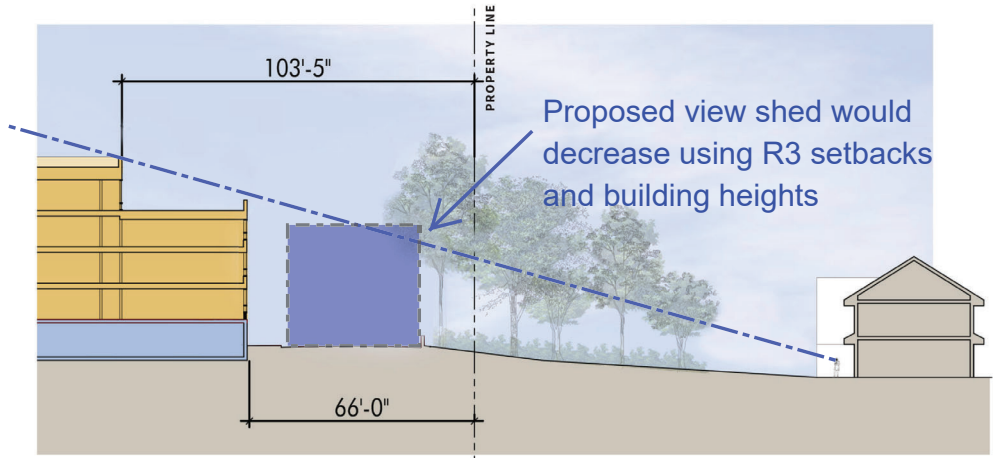 103'-5"
PROPERTY LINE
Proposed view shed would
decrease using R3 setbacks
and building heights
66'-0"